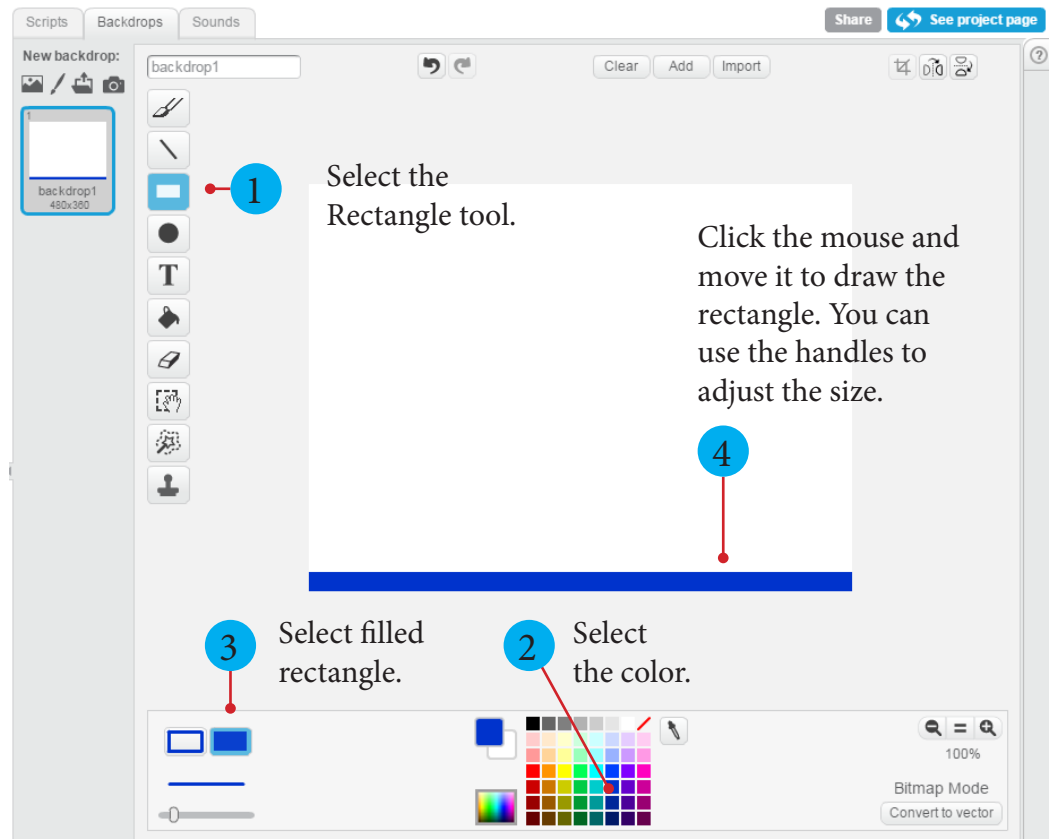 Scripts Backdrops Sounds
Share See project page
New backdrop:
backdrop1
Clear Add Import
1
backdrop1
480x360
T
1
Select the
Rectangle tool.
Click the mouse and
move it to draw the
rectangle. You can
use the handles to
adjust the size.
4
3
Select filled
rectangle.
2
Select
the color.
100%
Bitmap Mode
Convert to vector
?